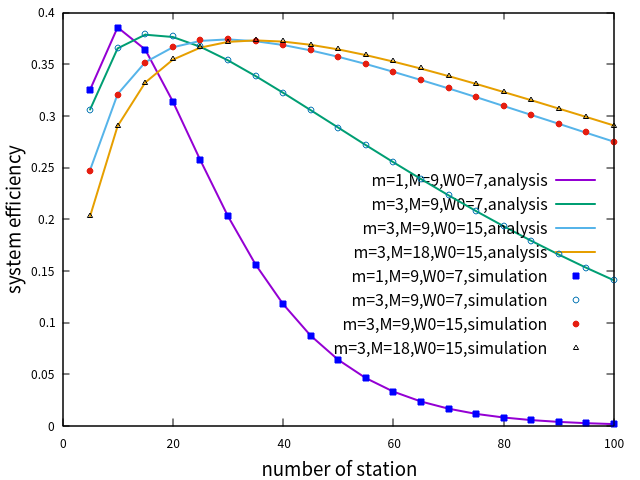 0.4
0.35
0.3
0.25
0.2
0.15
0.1
0.05
0
system efficiency
m=1,M=9,W0=7,analysis
m=3,M=9,W0=7,analysis
m=3,M=9,W0=15,analysis
m=3,M=18,W0=15,analysis
m=1,M=9,W0=7,simulation
m=3,M=9,W0=7,simulation
m=3,M=9,W0=15,simulation
m=3,M=18,W0=15,simulation
0 20 40 60 80 100
number of station